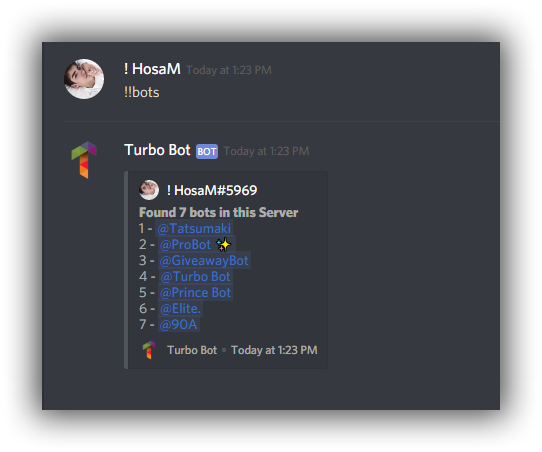 ! HosaM Today at 1:23 PM
!!bots
Turbo Bot BOT Today at 1:23 PM
! HosaM#5969
Found 7 bots in this Server
1 - @Tatsumaki
2 - @ProBot ✨
3 - @GiveawayBot
4 - @Turbo Bot
5 - @Prince Bot
6 - @Elite.
7 - @90A
Turbo Bot • Today at 1:23 PM